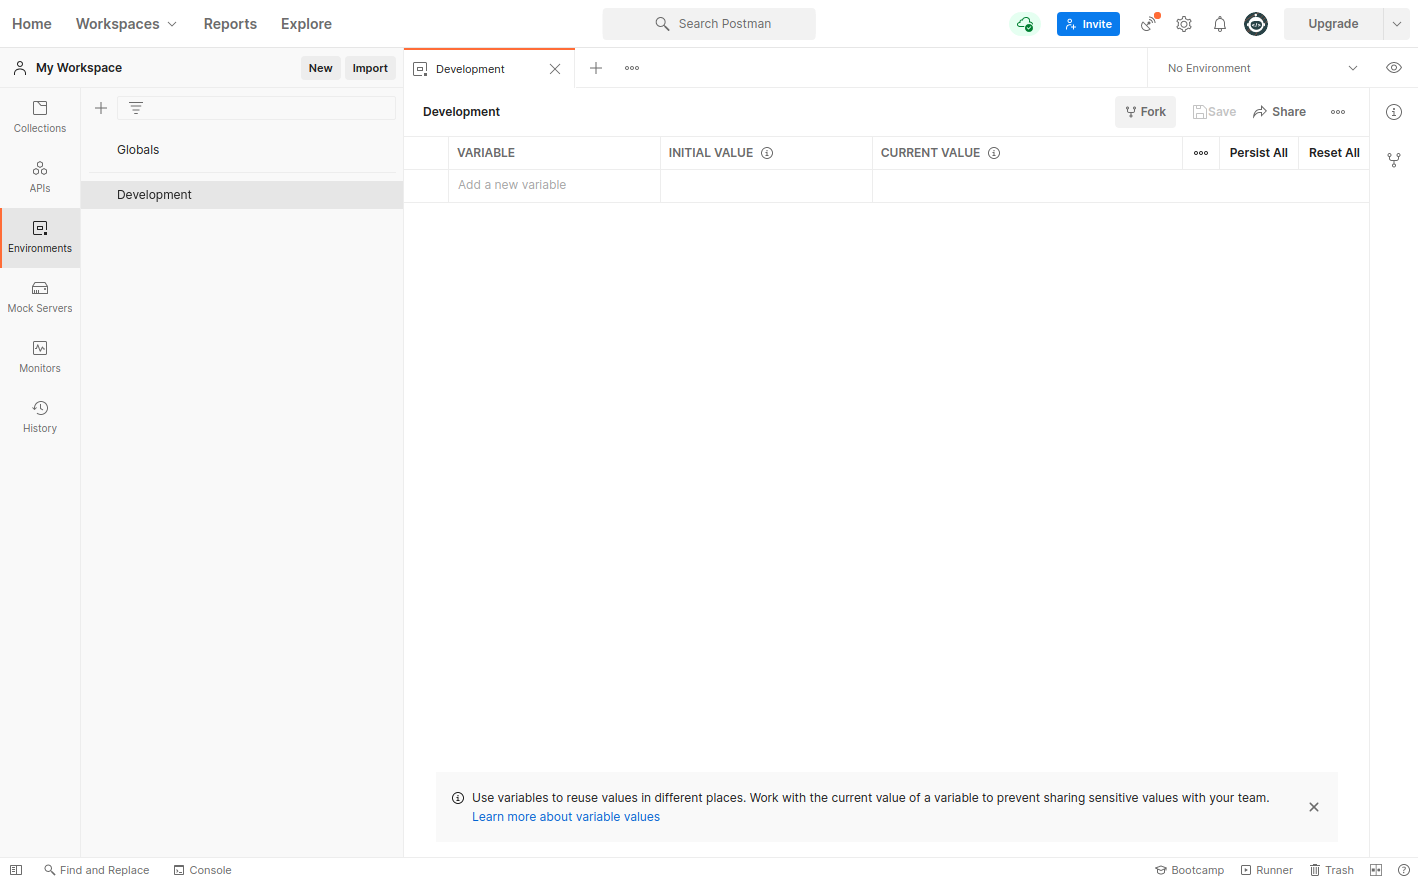 Home Workspaces Reports Explore Search Postman Invite Upgrade
My Workspace New Import Development No Environment
Collections
APIs
Environments
Mock Servers
Monitors
History
Globals
Development
Development Fork Save Share
VARIABLE INITIAL VALUE CURRENT VALUE Persist All Reset All
Add a new variable
Use variables to reuse values in different places. Work with the current value of a variable to prevent sharing sensitive values with your team.
Learn more about variable values
Find and Replace Console Bootcamp Runner Trash